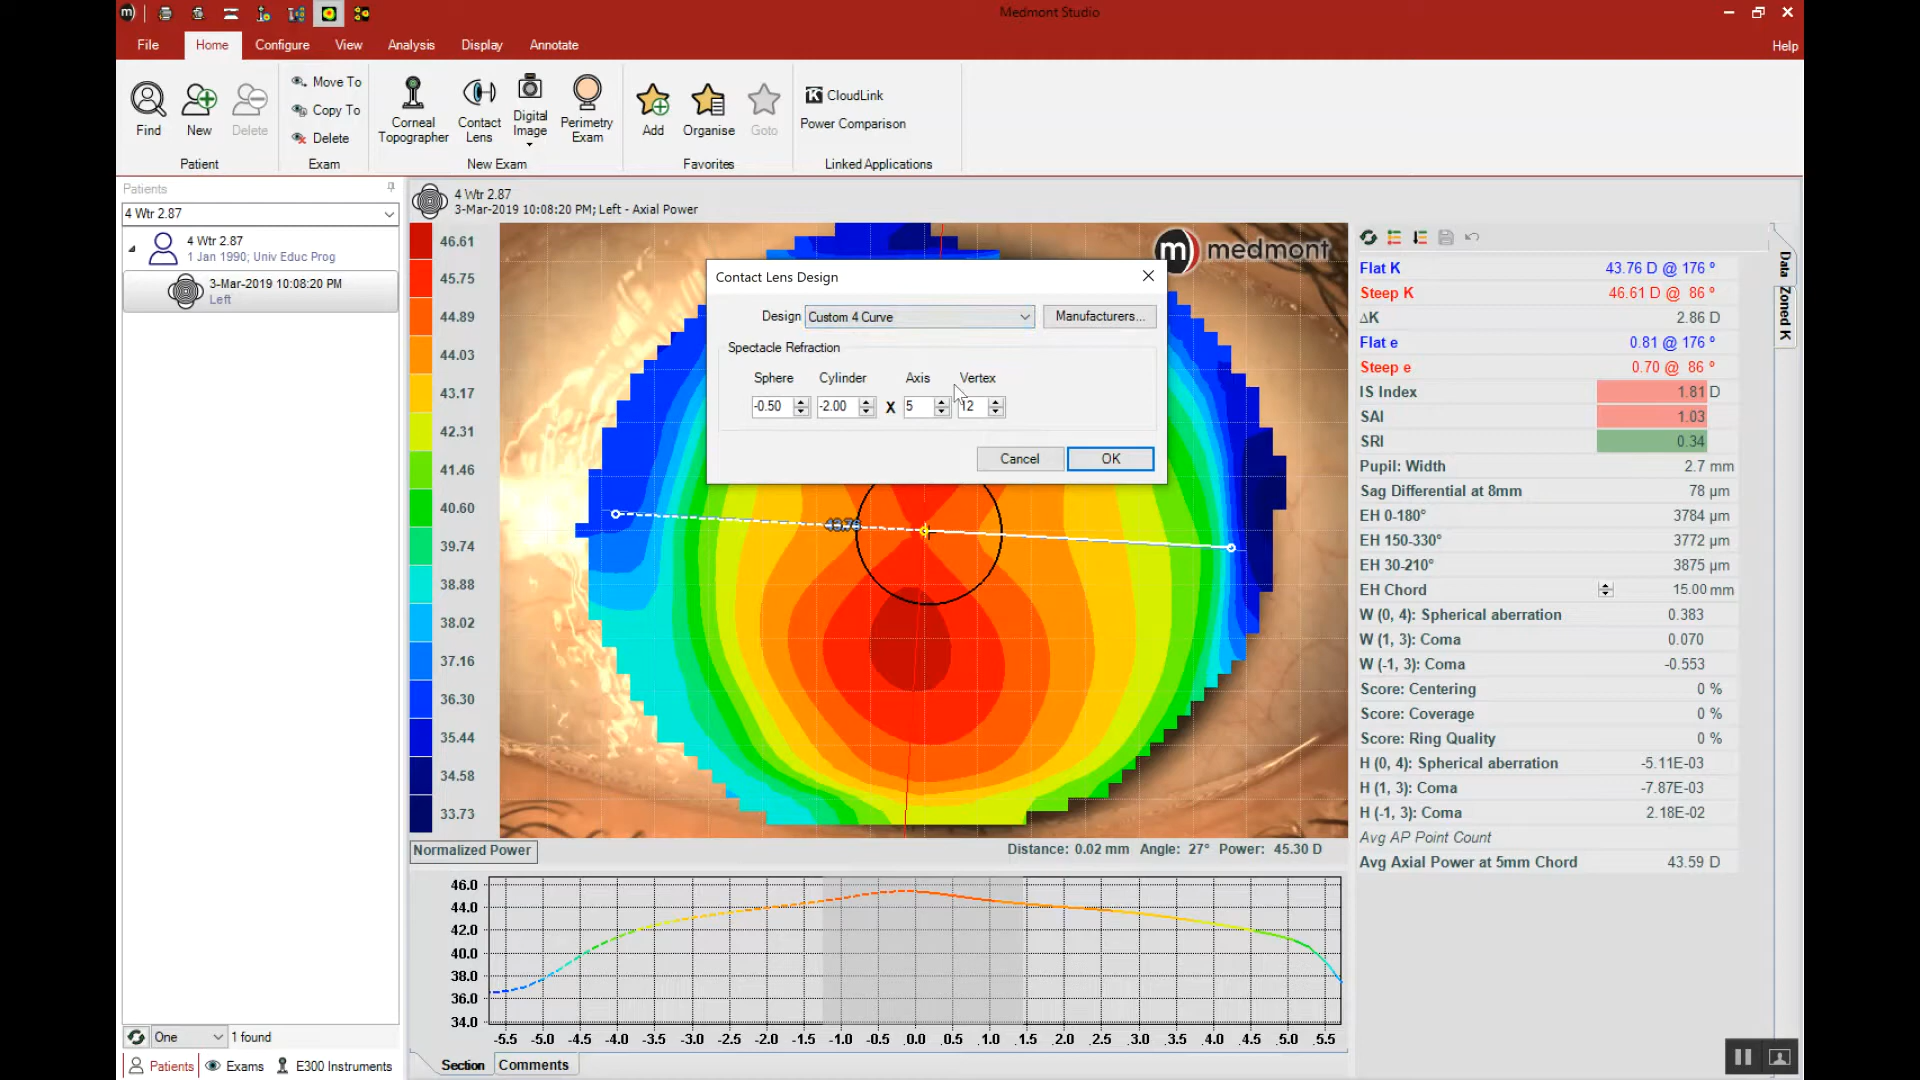 m
Medmont Studio
File Home Configure View Analysis Display Annotate Help
Find New Delete
Patient
Move To
Copy To
Delete
Exam
Corneal Topographer
Contact Lens
Digital Image
Perimetry Exam
New Exam
Add Organise Goto
Favorites
CloudLink
Power Comparison
Linked Applications
Patients
4 Wtr 2.87
4 Wtr 2.87
1 Jan 1990; Univ Educ Prog
3-Mar-2019 10:08:20 PM
Left
One 1 found
Patients Exams E300 Instruments
4 Wtr 2.87
3-Mar-2019 10:08:20 PM; Left - Axial Power
46.61
45.75
44.89
44.03
43.17
42.31
41.46
40.60
39.74
38.88
38.02
37.16
36.30
35.44
34.58
33.73
m medmont
Contact Lens Design
Design Custom 4 Curve Manufacturers...
Spectacle Refraction
Sphere Cylinder Axis Vertex
-0.50 -2.00 X 5 12
Cancel OK
Normalized Power
Distance: 0.02 mm Angle: 27° Power: 45.30 D
46.0
44.0
42.0
40.0
38.0
36.0
34.0
-5.5 -5.0 -4.5 -4.0 -3.5 -3.0 -2.5 -2.0 -1.5 -1.0 -0.5 0.0 0.5 1.0 1.5 2.0 2.5 3.0 3.5 4.0 4.5 5.0 5.5
Section Comments
Flat K 43.76 D @ 176 °
Steep K 46.61 D @ 86 °
ΔK 2.86 D
Flat e 0.81 @ 176 °
Steep e 0.70 @ 86 °
IS Index 1.81 D
SAI 1.03
SRI 0.34
Pupil: Width 2.7 mm
Sag Differential at 8mm 78 µm
EH 0-180° 3784 µm
EH 150-330° 3772 µm
EH 30-210° 3875 µm
EH Chord 15.00 mm
W (0, 4): Spherical aberration 0.383
W (1, 3): Coma 0.070
W (-1, 3): Coma -0.553
Score: Centering 0 %
Score: Coverage 0 %
Score: Ring Quality 0 %
H (0, 4): Spherical aberration -5.11E-03
H (1, 3): Coma -7.87E-03
H (-1, 3): Coma 2.18E-02
Avg AP Point Count
Avg Axial Power at 5mm Chord 43.59 D
Data
Zoned K